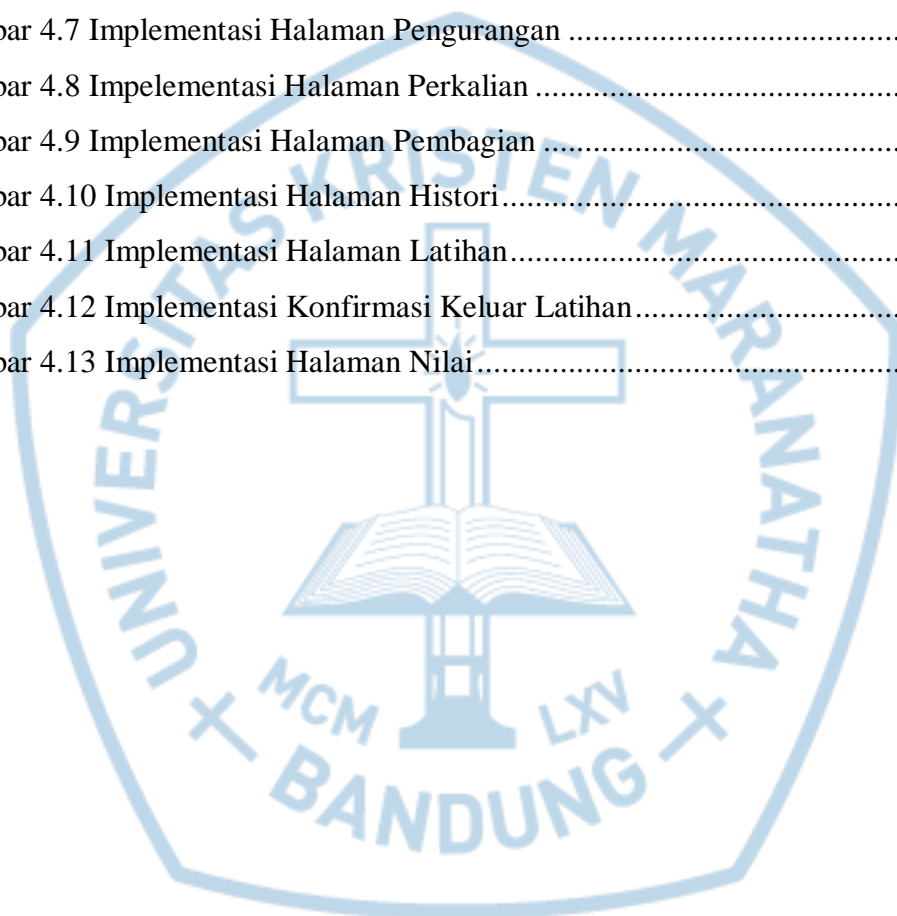 bar 4.7 Implementasi Halaman Pengurangan ........................................
bar 4.8 Impelementasi Halaman Perkalian ............................................
bar 4.9 Implementasi Halaman Pembagian ...........................................
bar 4.10 Implementasi Halaman Histori................................................
bar 4.11 Implementasi Halaman Latihan...............................................
bar 4.12 Implementasi Konfirmasi Keluar Latihan................................
bar 4.13 Implementasi Halaman Nilai...................................................
UNIVERSITAS KRISTEN MARANATHA
MCM LXV
BANDUNG